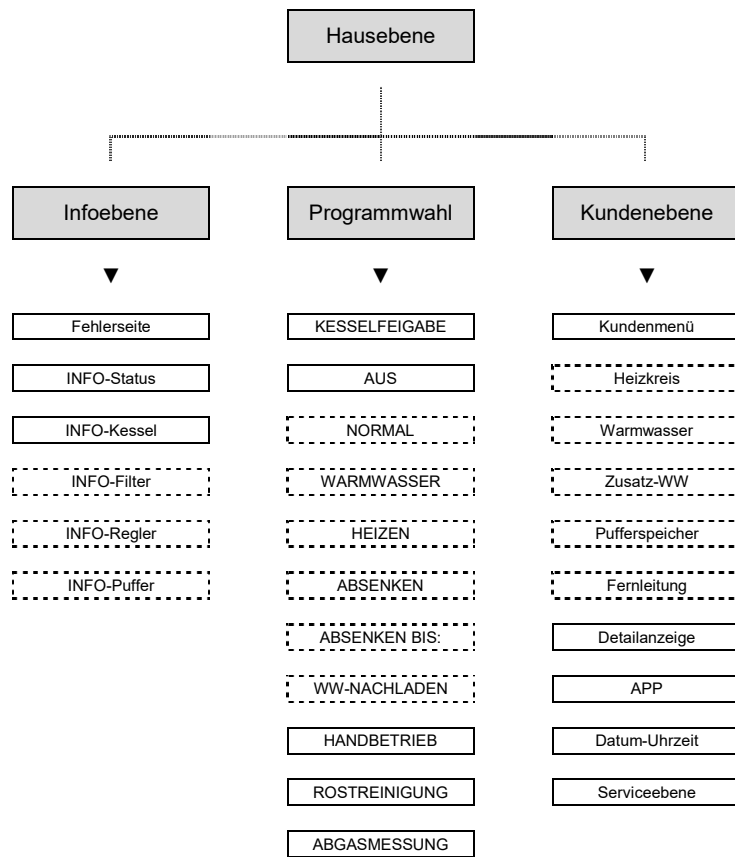 Hausebene
Infoebene
Programmwahl
Kundenebene
Fehlerseite
KESSELFEIGABE
Kundenmenü
INFO-Status
AUS
Heizkreis
INFO-Kessel
NORMAL
Warmwasser
INFO-Filter
WARMWASSER
Zusatz-WW
INFO-Regler
HEIZEN
Pufferspeicher
INFO-Puffer
ABSENKEN
Fernleitung
ABSENKEN BIS:
Detailanzeige
WW-NACHLADEN
APP
HANDBETRIEB
Datum-Uhrzeit
ROSTREINIGUNG
Serviceebene
ABGASMESSUNG